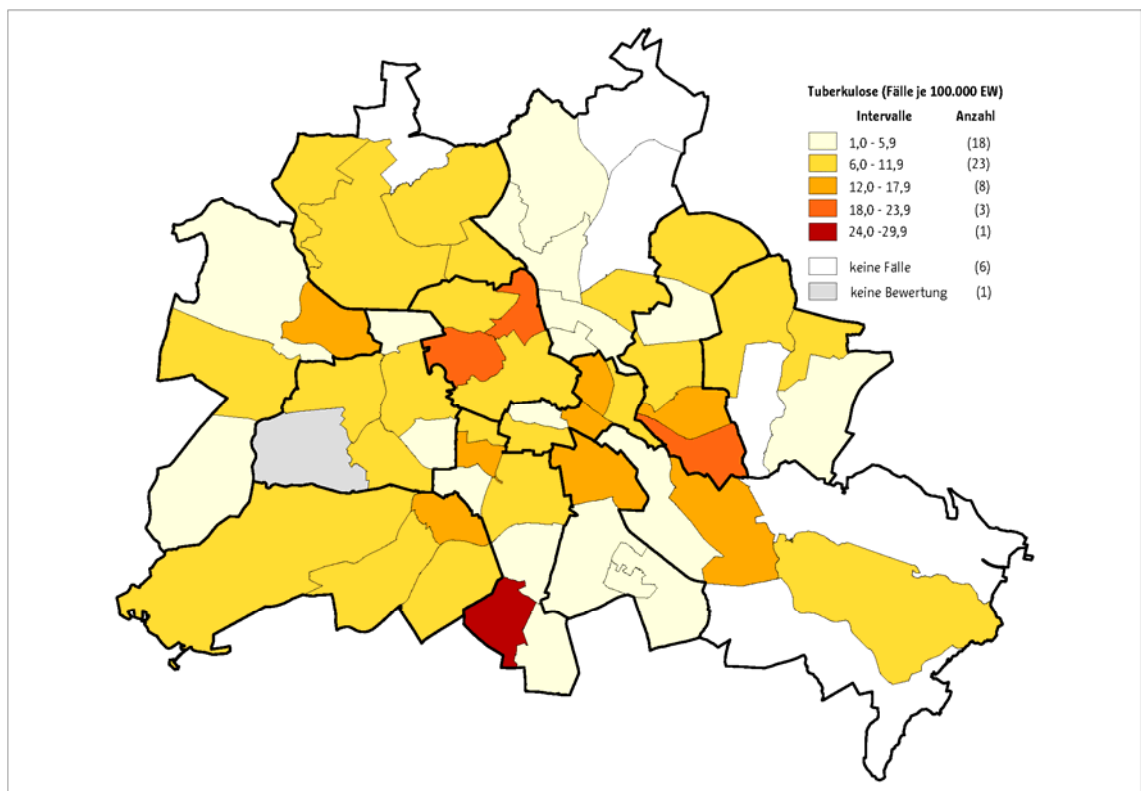 Tuberkulose (Fälle je 100.000 EW)
Intervalle Anzahl
1,0 - 5,9 (18)
6,0 - 11,9 (23)
12,0 - 17,9 (8)
18,0 - 23,9 (3)
24,0 -29,9 (1)
keine Fälle (6)
keine Bewertung (1)